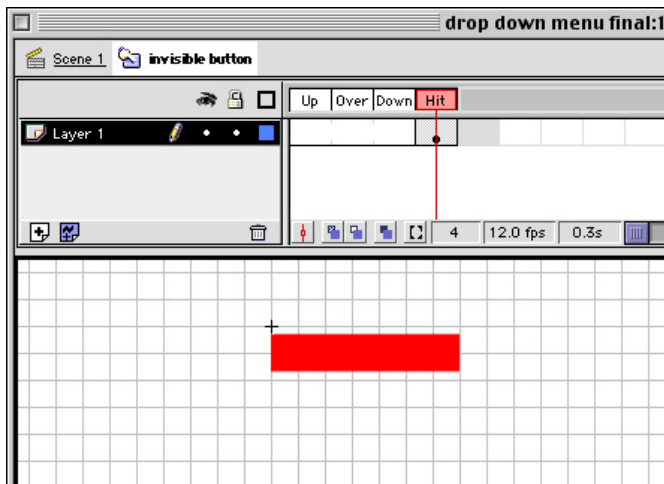 drop down menu final:1
Scene 1 invisible button
Up Over Down Hit
Layer 1
4 12.0 fps 0.3s